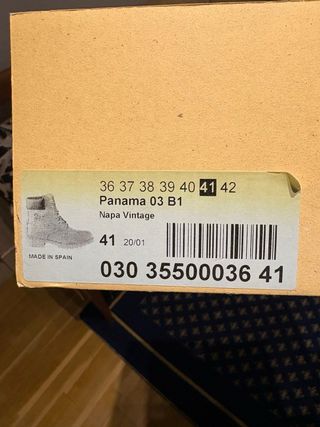 36 37 38 39 40 41 42
Panama 03 B1
Napa Vintage
41 20/01
MADE IN SPAIN
030 35500036 41